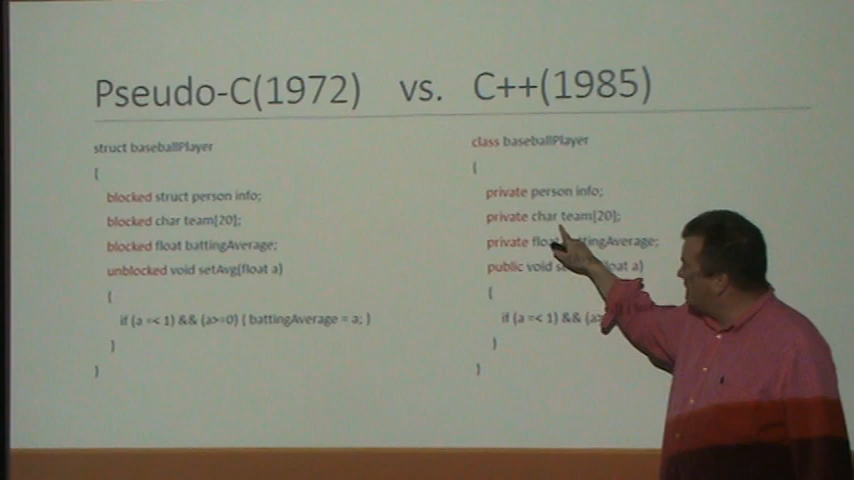 Pseudo-C(1972) vs. C++(1985)
struct baseballPlayer
{
blocked struct person info;
blocked char team[20];
blocked float battingAverage;
unblocked void setAvg(float a)
{
if (a =< 1) && (a>=0) { battingAverage = a; }
}
}
class baseballPlayer
{
private person info;
private char team[20];
private float battingAverage;
public void float a)
{
if (a =< 1) && (a>
}
}